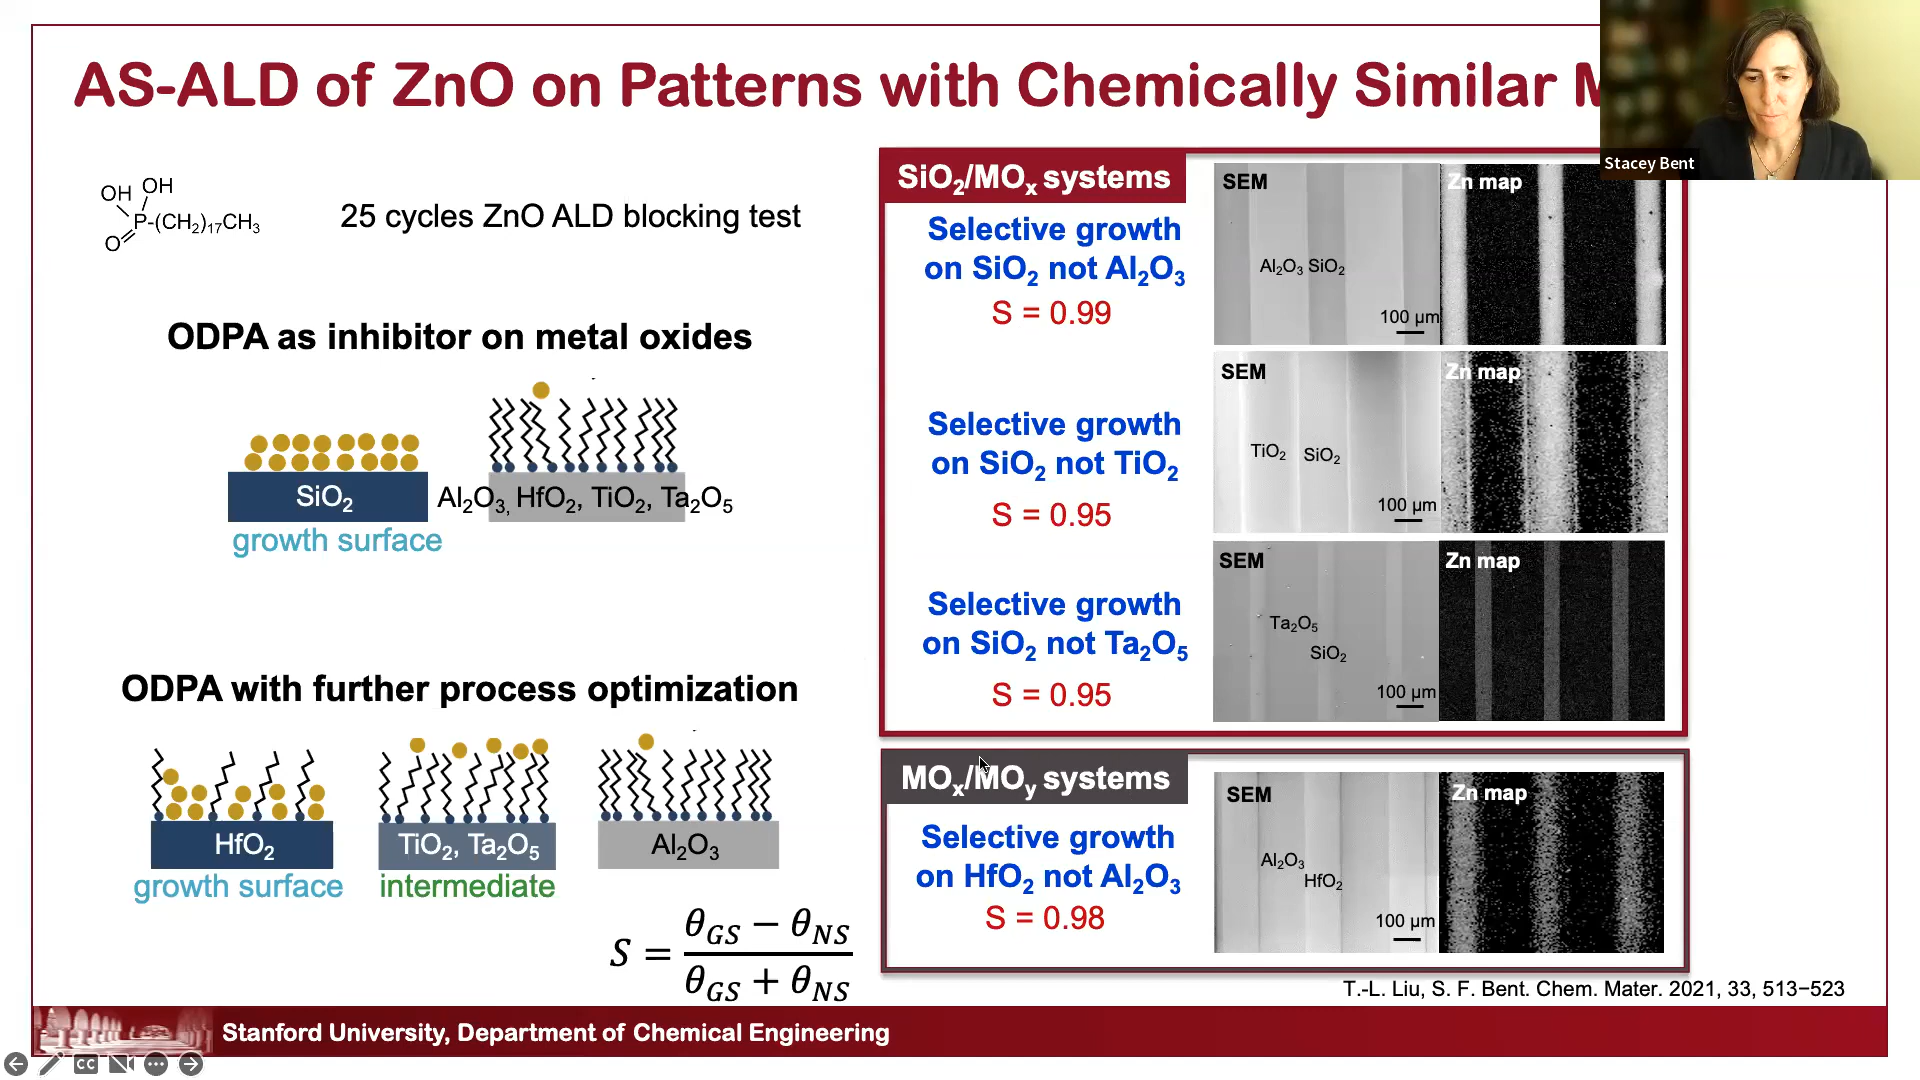 AS-ALD of ZnO on Patterns with Chemically Similar
Stacey Bent
OH OH
P-(CH₂)₁₇CH₃
O
25 cycles ZnO ALD blocking test
ODPA as inhibitor on metal oxides
SiO₂
Al₂O₃, HfO₂, TiO₂, Ta₂O₅
growth surface
ODPA with further process optimization
HfO₂
TiO₂, Ta₂O₅
Al₂O₃
growth surface
intermediate
S = θGS − θNS
θGS + θNS
SiO₂/MOₓ systems
Selective growth
on SiO₂ not Al₂O₃
S = 0.99
SEM
Al₂O₃ SiO₂
100 μm
Zn map
Selective growth
on SiO₂ not TiO₂
S = 0.95
SEM
TiO₂ SiO₂
100 μm
Zn map
Selective growth
on SiO₂ not Ta₂O₅
S = 0.95
SEM
Ta₂O₅
SiO₂
100 μm
Zn map
MOₓ/MOy systems
Selective growth
on HfO₂ not Al₂O₃
S = 0.98
SEM
Al₂O₃
HfO₂
100 μm
Zn map
T.-L. Liu, S. F. Bent. Chem. Mater. 2021, 33, 513−523
Stanford University, Department of Chemical Engineering
CC